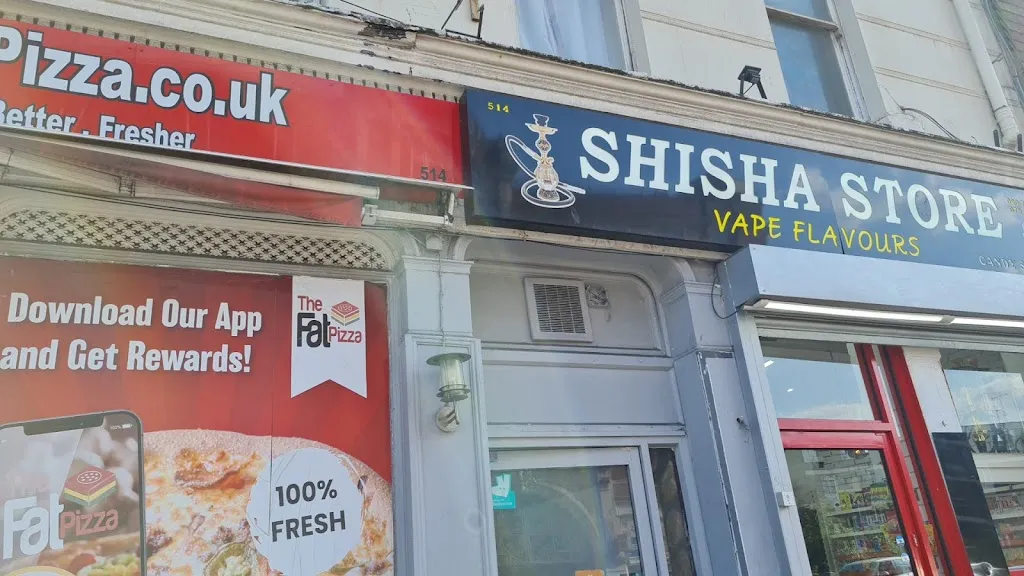 Pizza.co.uk
Better . Fresher
514
Download Our App
and Get Rewards!
The
Fat
Pizza
100%
FRESH
Fat
Pizza
514
SHISHA STORE
VAPE FLAVOURS